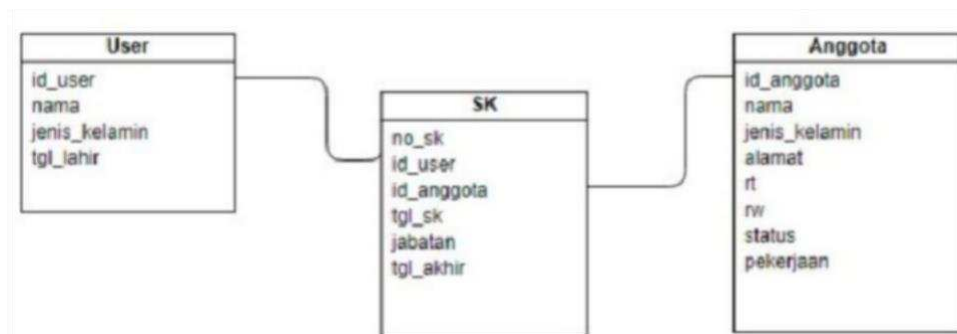 User
id_user
nama
jenis_kelamin
tgl_lahir
SK
no_sk
id_user
id_anggota
tgl_sk
jabatan
tgl_akhir
Anggota
id_anggota
nama
jenis_kelamin
alamat
rt
rw
status
pekerjaan